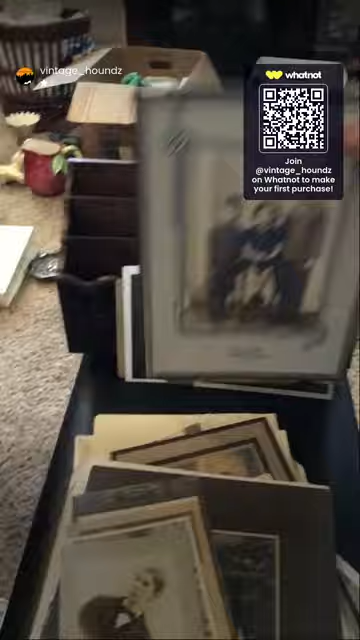 vintage_houndz
whatnot
Join
@vintage_houndz
on Whatnot to make
your first purchase!